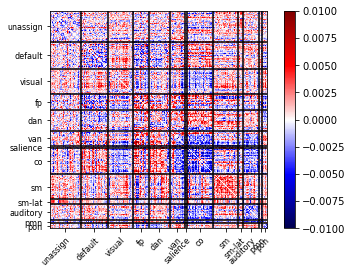 unassign
default
visual
fp
dan
van
salience
co
sm
sm-lat
auditory
pmn
pon
unassign
default
visual
fp
dan
van
salience
co
sm
sm-lat
auditory
0.0100
0.0075
0.0050
0.0025
0.0000
−0.0025
−0.0050
−0.0075
−0.0100